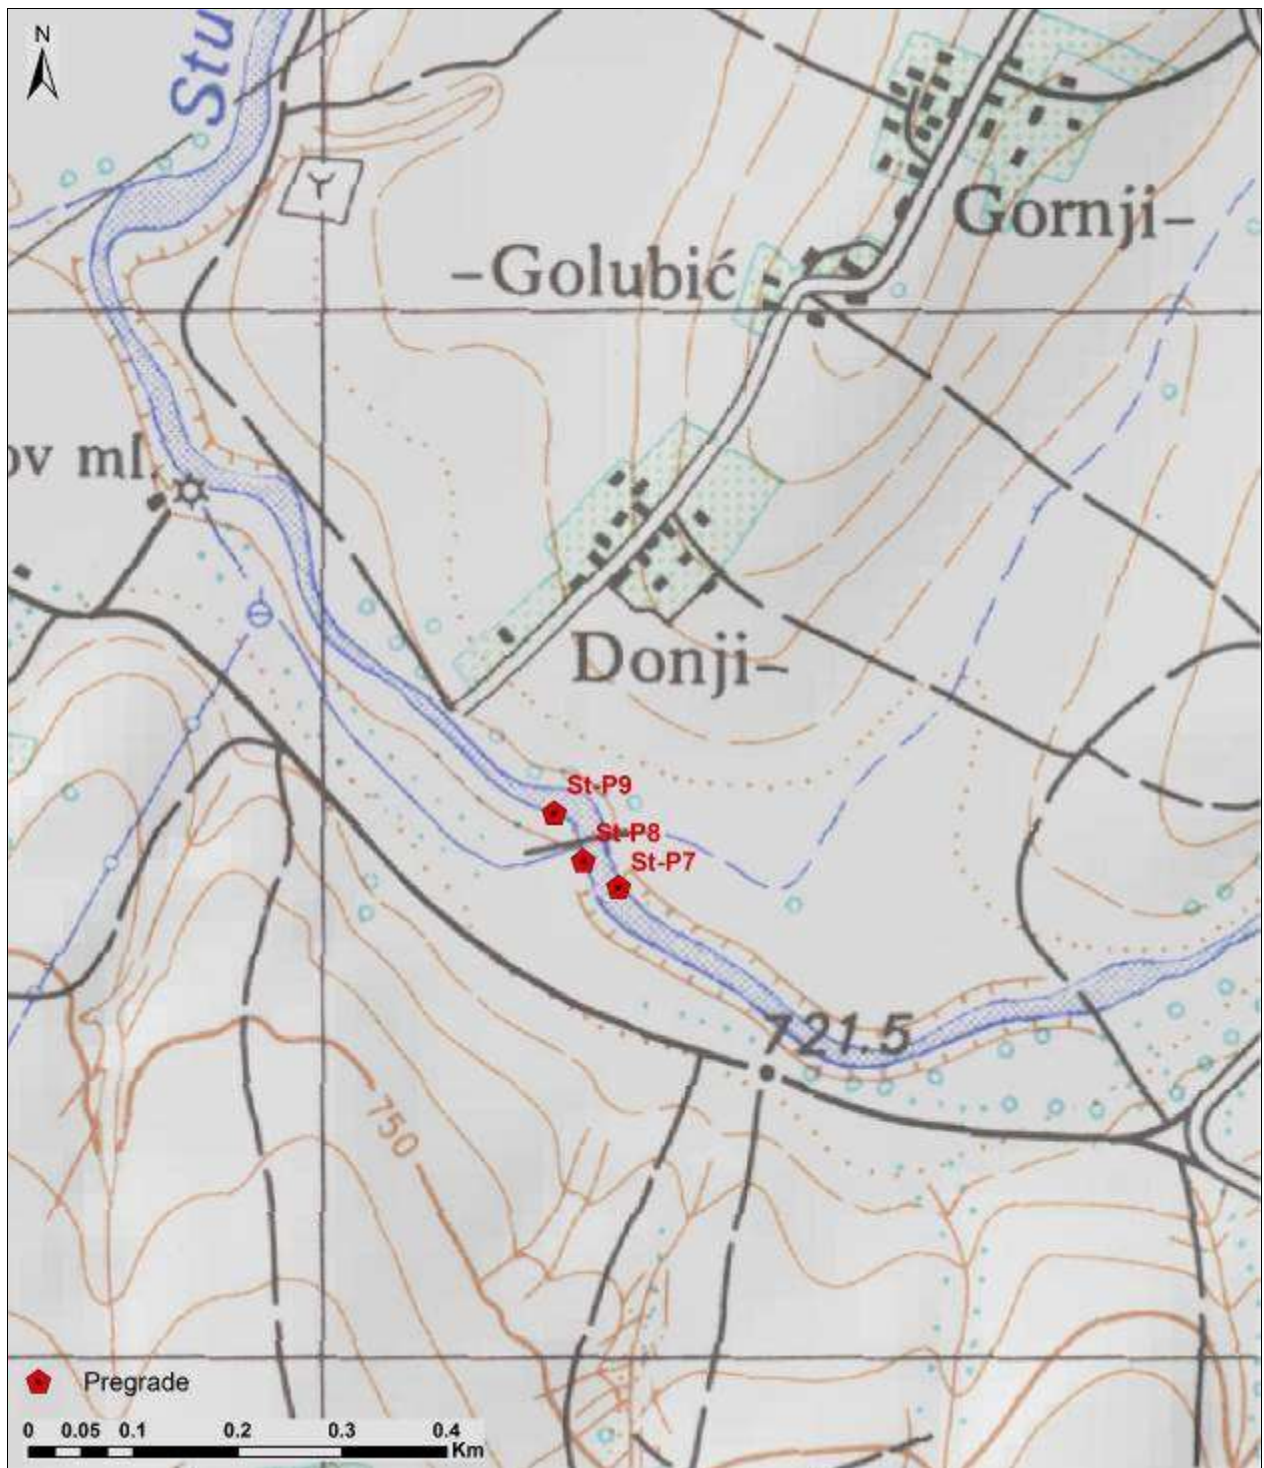 N
Stu
Gornji-
-Golubić
ov ml.
Donji-
St-P9
St-P8
St-P7
721.5
750
Pregrade
0 0.05 0.1 0.2 0.3 0.4
Km